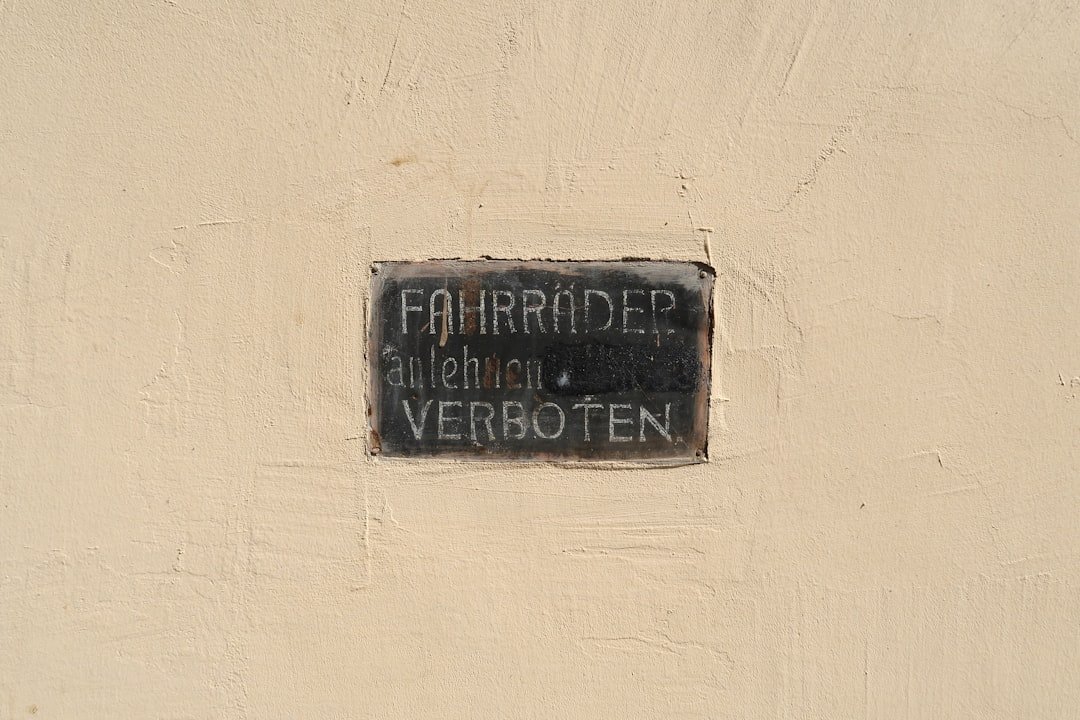 FAHRRÄDER
anlehnen
VERBOTEN.